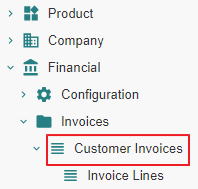 Product
Company
Financial
Configuration
Invoices
Customer Invoices
Invoice Lines